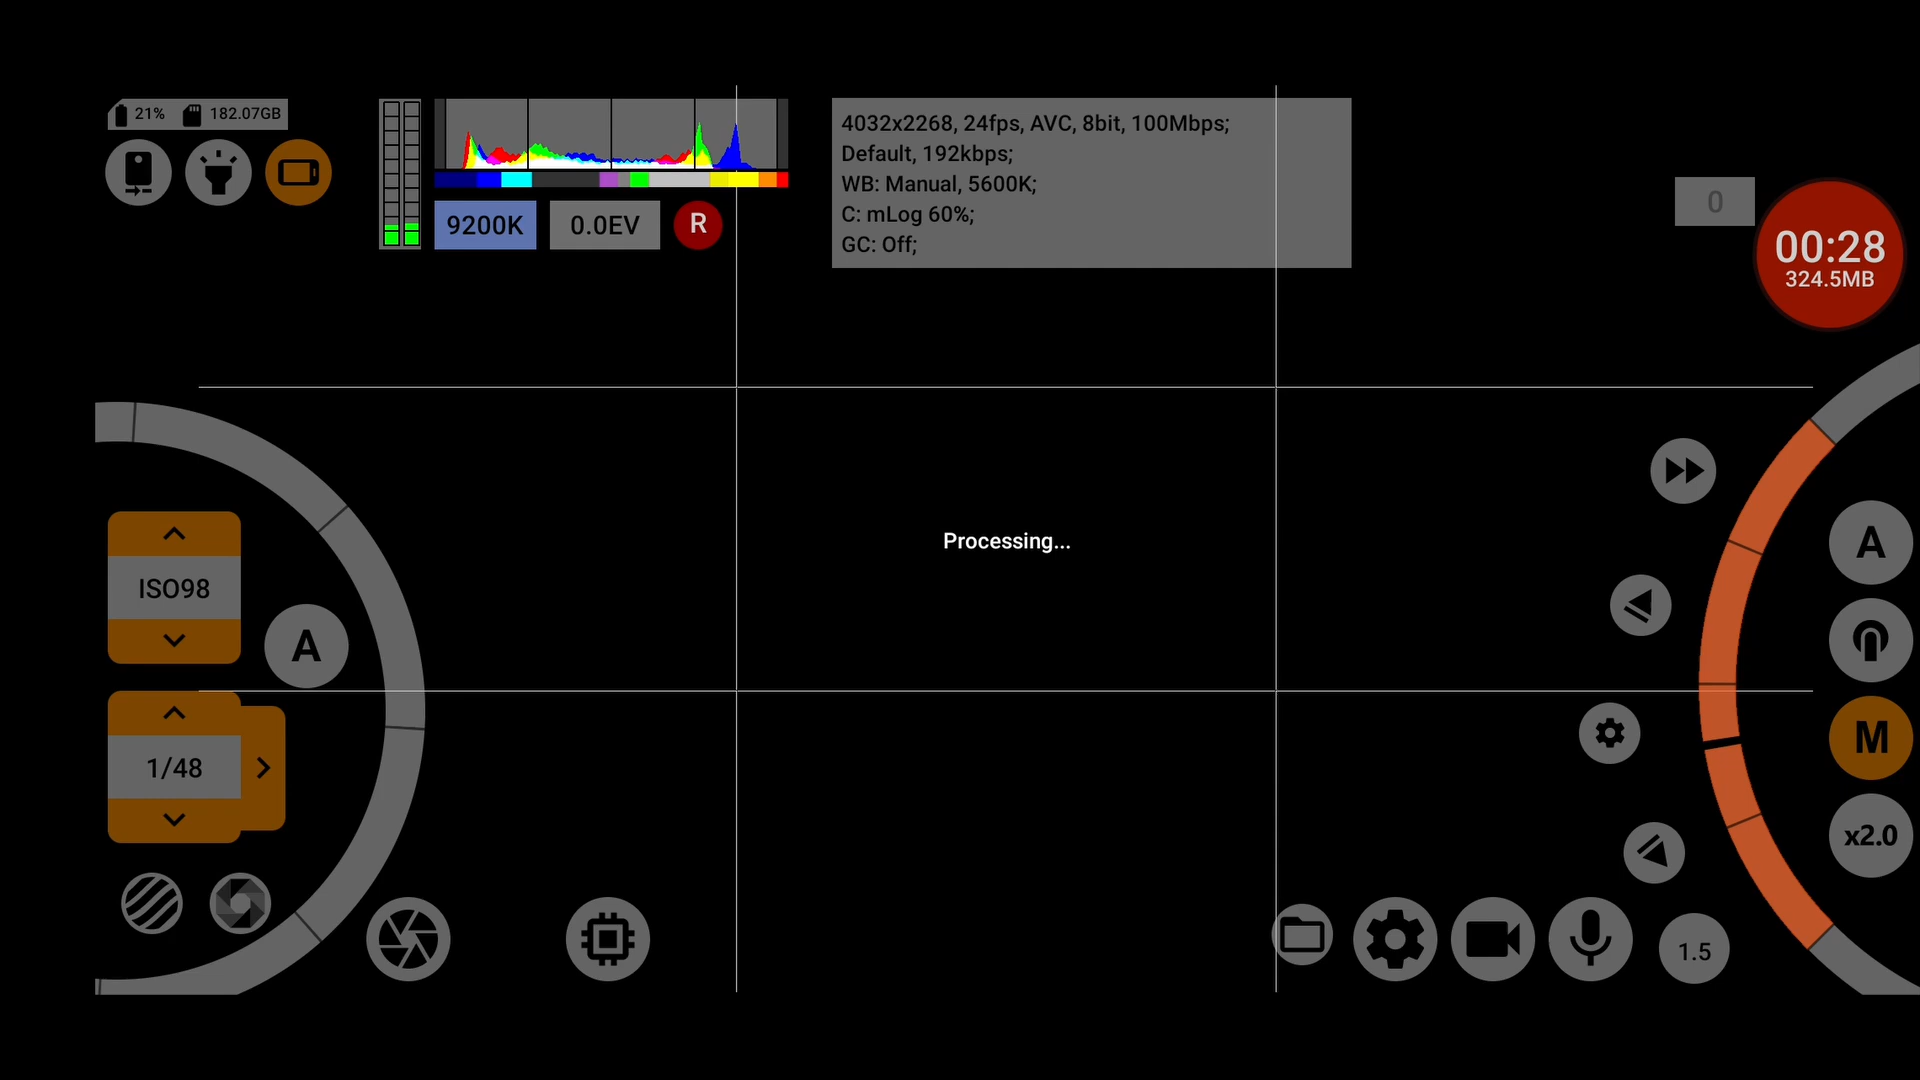 21% 182.07GB
4032x2268, 24fps, AVC, 8bit, 100Mbps;
Default, 192kbps;
WB: Manual, 5600K;
C: mLog 60%;
GC: Off;
9200K 0.0EV R
0
00:28
324.5MB
Processing...
ISO98
A
1/48
A
M
x2.0
1.5